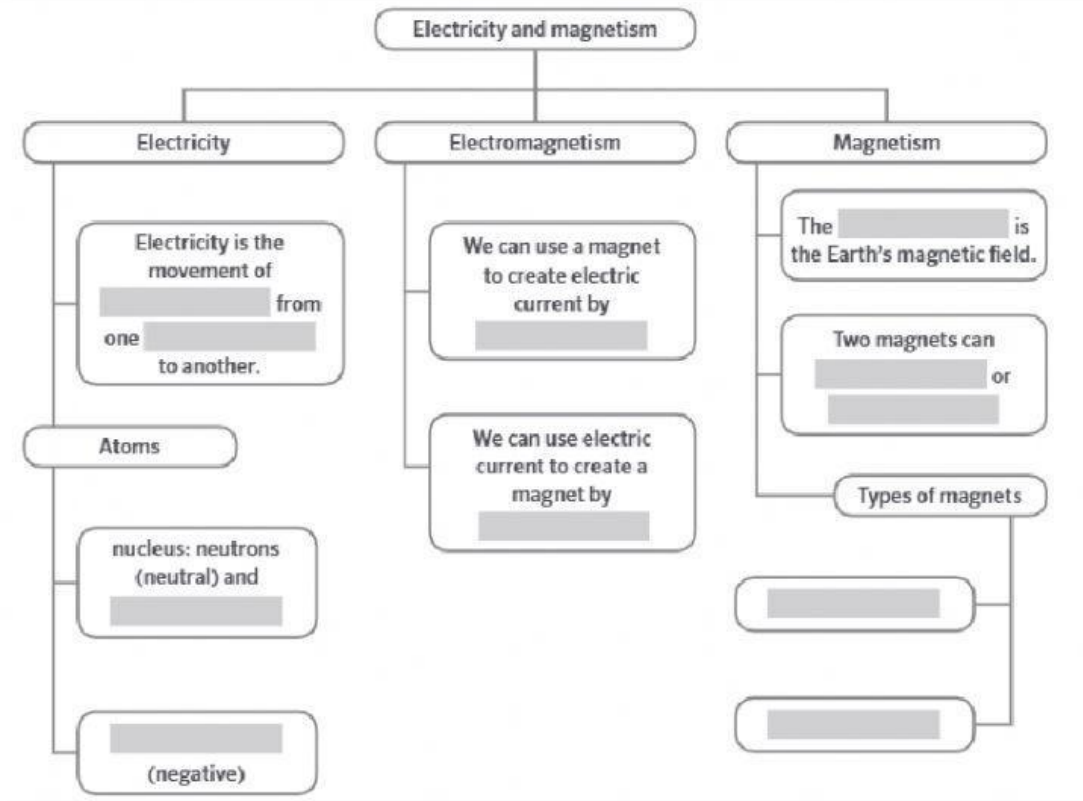 Electricity and magnetism
Electricity
Electricity is the
movement of
from
one
to another.
Atoms
nucleus: neutrons
(neutral) and
(negative)
Electromagnetism
We can use a magnet
to create electric
current by
We can use electric
current to create a
magnet by
Magnetism
The is
the Earth's magnetic field.
Two magnets can
or
Types of magnets